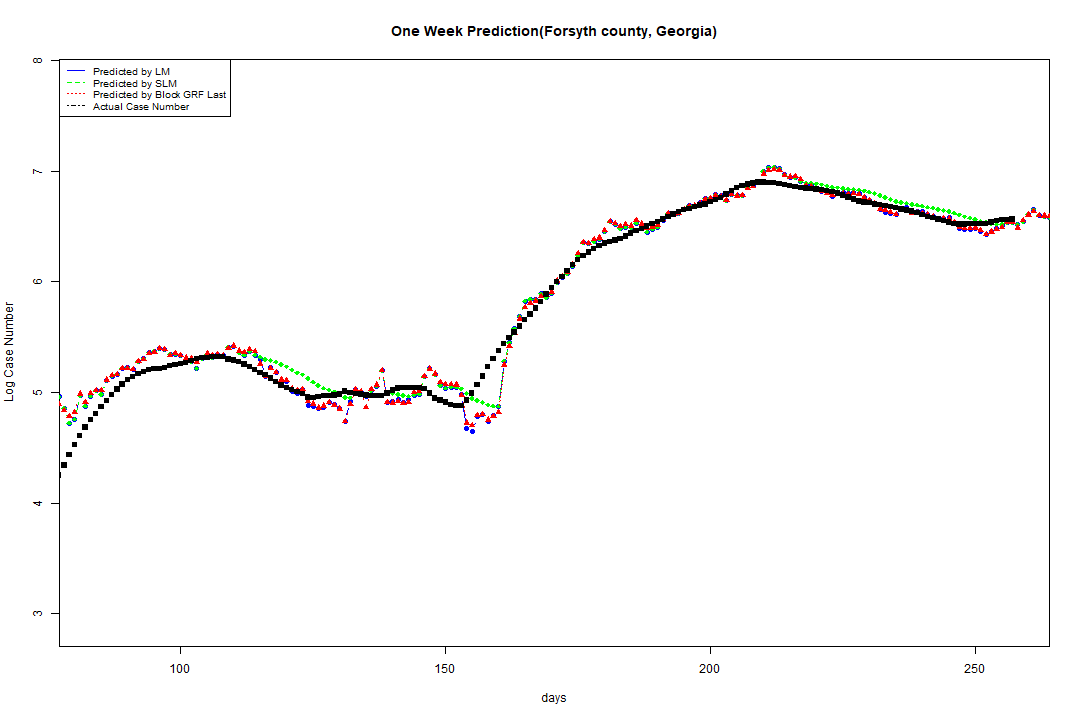 One Week Prediction(Forsyth county, Georgia)
Predicted by LM
Predicted by SLM
Predicted by Block GRF Last
Actual Case Number
8
7
6
5
4
3
Log Case Number
100 150 200 250
days